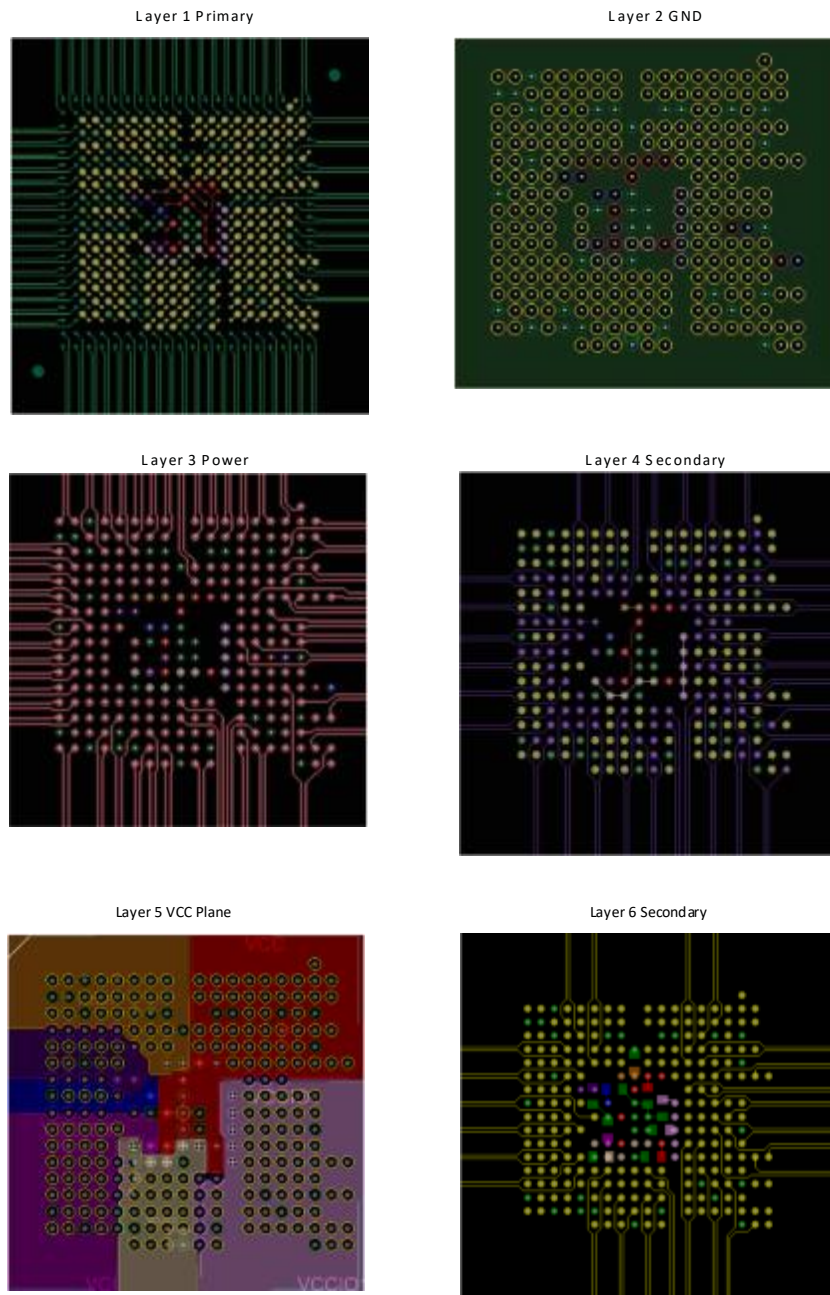 Layer 1 Primary
Layer 2 GND
Layer 3 Power
Layer 4 Secondary
Layer 5 VCC Plane
Layer 6 Secondary
VCC
VCCIO